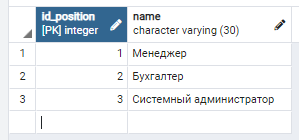 id_position name
[PK] integer character varying (30)
1 1 Менеджер
2 2 Бухгалтер
3 3 Системный администратор